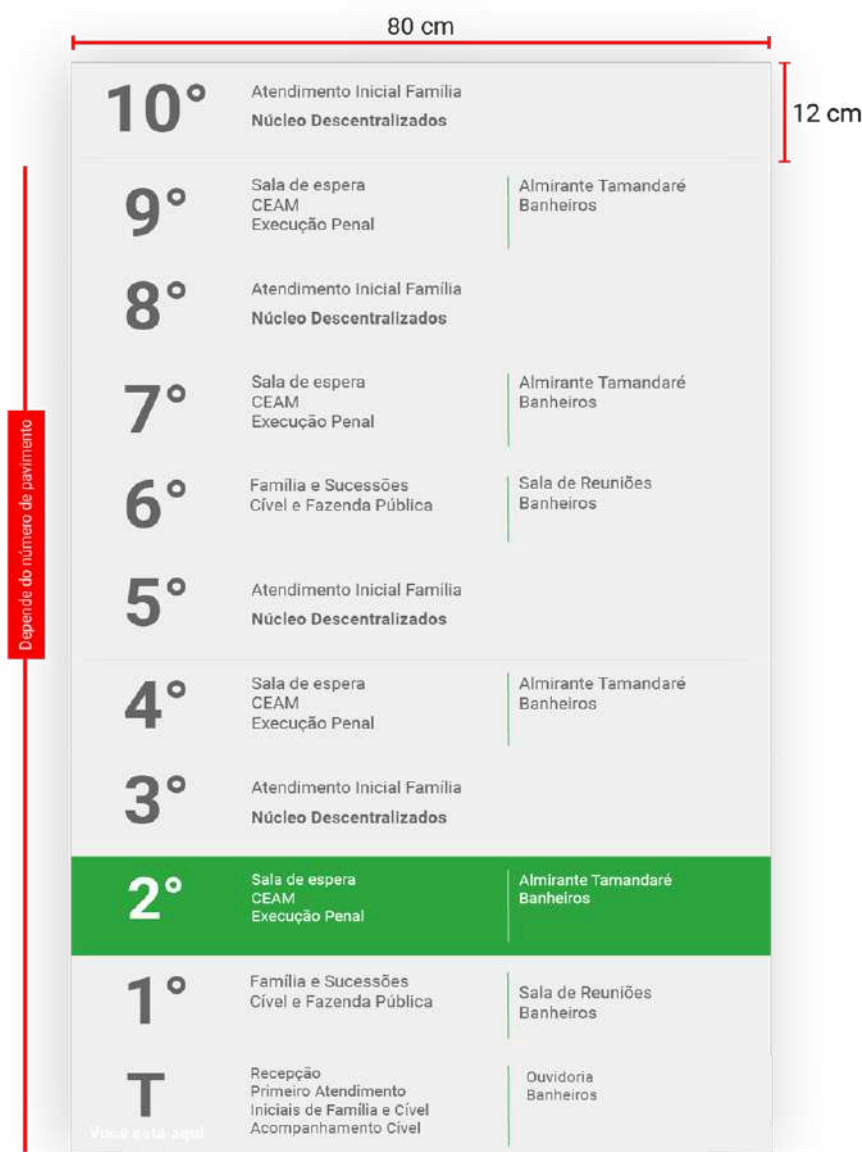 80 cm
12 cm
Depende do número de pavimento
10°
Atendimento Inicial Família
Núcleo Descentralizados
9°
Sala de espera
CEAM
Execução Penal
Almirante Tamandaré
Banheiros
8°
Atendimento Inicial Família
Núcleo Descentralizados
7°
Sala de espera
CEAM
Execução Penal
Almirante Tamandaré
Banheiros
6°
Família e Sucessões
Cível e Fazenda Pública
Sala de Reuniões
Banheiros
5°
Atendimento Inicial Família
Núcleo Descentralizados
4°
Sala de espera
CEAM
Execução Penal
Almirante Tamandaré
Banheiros
3°
Atendimento Inicial Família
Núcleo Descentralizados
2°
Sala de espera
CEAM
Execução Penal
Almirante Tamandaré
Banheiros
1°
Família e Sucessões
Cível e Fazenda Pública
Sala de Reuniões
Banheiros
T
Você está aqui
Recepção
Primeiro Atendimento
Iniciais de Família e Cível
Acompanhamento Cível
Ouvidoria
Banheiros